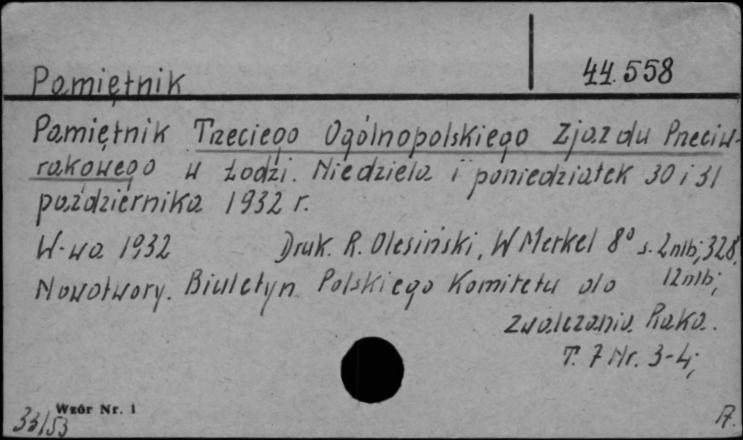 Pamiętnik 44.558
Pamiętnik Trzeciego Ogólnopolskiego Zjazdu Przeciw-
rakowego w Łodzi. Niedziela i poniedziałek 30 i 31
października 1932 r.
W-wa 1932 Druk. R. Olesiński, W Merkel 8° s. 2nlb; 328,
Nowotwory. Biuletyn Polskiego Komitetu do 12nlb;
Zwalczania Raka.
T. 7 Nr. 3-4;
Wzór Nr. 1
33/53 A.